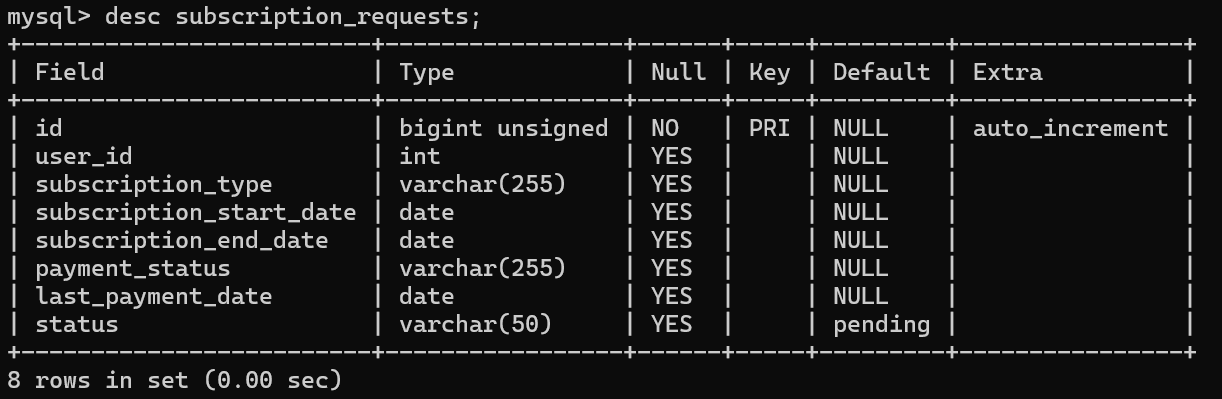 mysql> desc subscription_requests;
+-------------------------+-----------------+------+-----+---------+----------------+
| Field                   | Type            | Null | Key | Default | Extra          |
+-------------------------+-----------------+------+-----+---------+----------------+
| id                      | bigint unsigned | NO   | PRI | NULL    | auto_increment |
| user_id                 | int             | YES  |     | NULL    |                |
| subscription_type       | varchar(255)    | YES  |     | NULL    |                |
| subscription_start_date | date            | YES  |     | NULL    |                |
| subscription_end_date   | date            | YES  |     | NULL    |                |
| payment_status          | varchar(255)    | YES  |     | NULL    |                |
| last_payment_date       | date            | YES  |     | NULL    |                |
| status                  | varchar(50)     | YES  |     | pending |                |
+-------------------------+-----------------+------+-----+---------+----------------+
8 rows in set (0.00 sec)